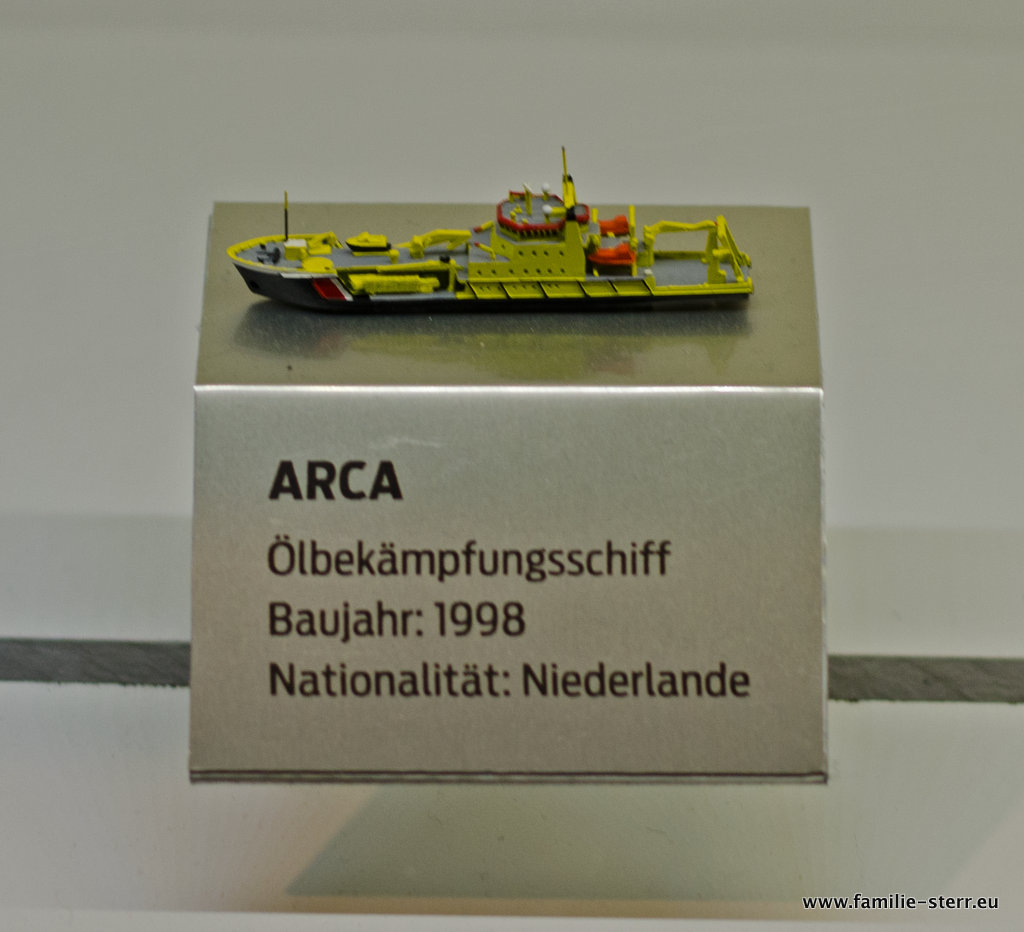 ARCA
Ölbekämpfungsschiff
Baujahr: 1998
Nationalität: Niederlande
www.familie-sterr.eu